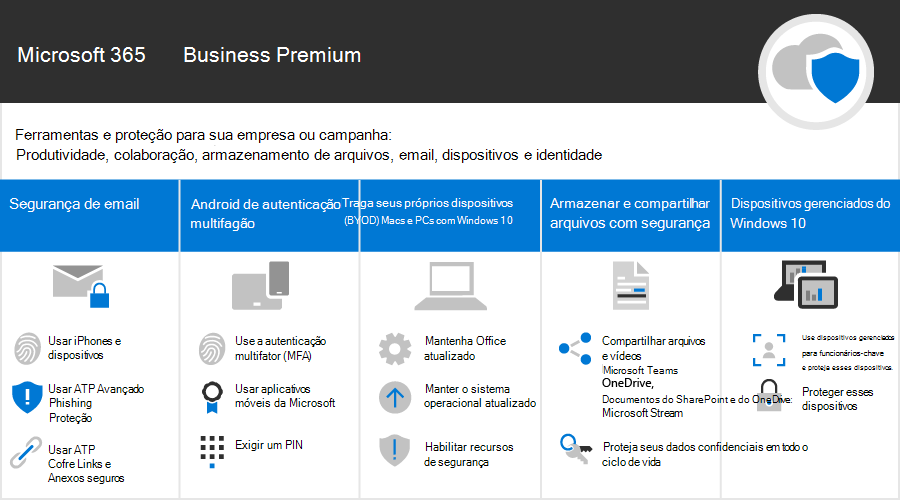 Microsoft 365 Business Premium
Ferramentas e proteção para sua empresa ou campanha:
Produtividade, colaboração, armazenamento de arquivos, email, dispositivos e identidade
Segurança de email
Usar iPhones e
dispositivos
Usar ATP Avançado
Phishing
Proteção
Usar ATP
Cofre Links e
Anexos seguros
Android de autenticação
multifagão
Use a autenticação
multifator (MFA)
Usar aplicativos
móveis da Microsoft
Exigir um PIN
Traga seus próprios dispositivos
(BYOD) Macs e PCs com Windows 10
Mantenha Office
atualizado
Manter o sistema
operacional atualizado
Habilitar recursos
de segurança
Armazenar e compartilhar
arquivos com segurança
Compartilhar arquivos
e vídeos
Microsoft Teams
OneDrive,
Documentos do SharePoint e do OneDive:
Microsoft Stream
Proteja seus dados confidenciais em todo o
ciclo de vida
Dispositivos gerenciados do
Windows 10
Use dispositivos gerenciados
para funcionários-chave
e proteja esses dispositivos.
Proteger esses
dispositivos